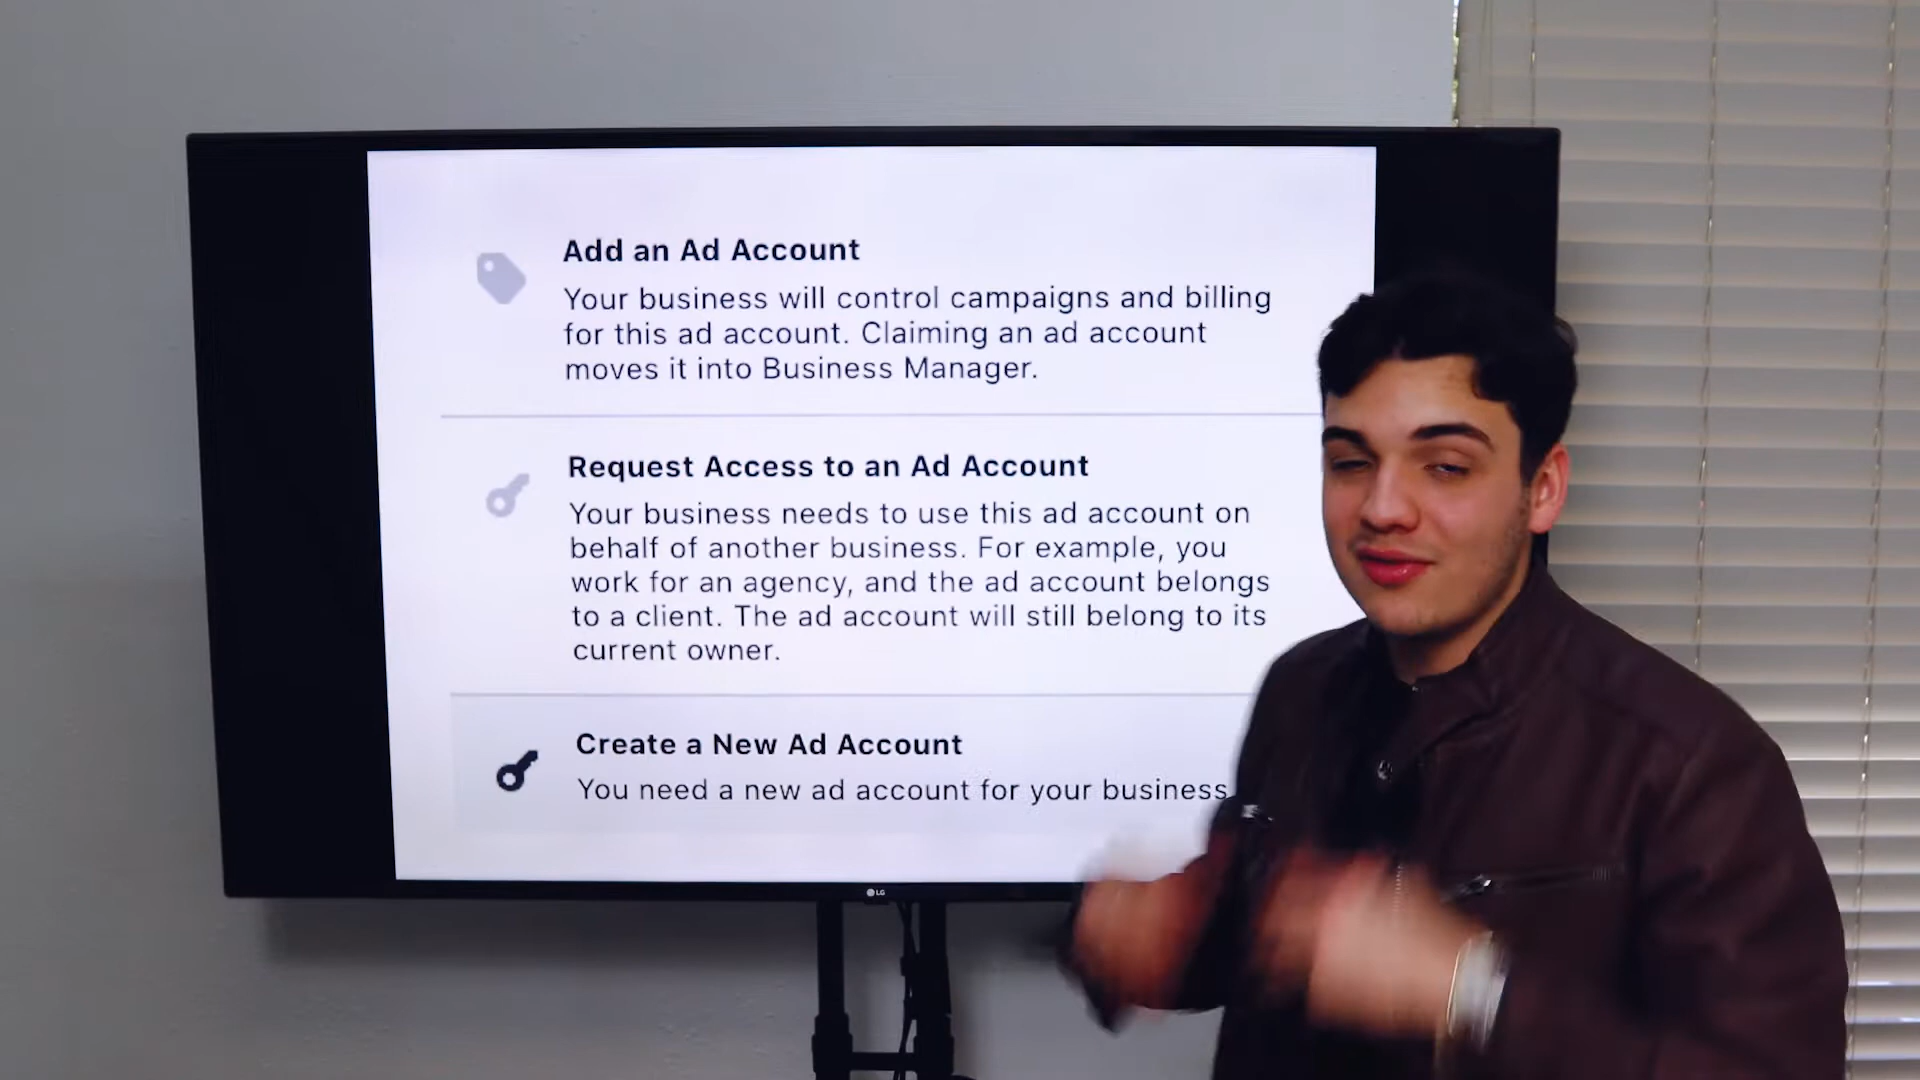 Add an Ad Account
Your business will control campaigns and billing
for this ad account. Claiming an ad account
moves it into Business Manager.
Request Access to an Ad Account
Your business needs to use this ad account on
behalf of another business. For example, you
work for an agency, and the ad account belongs
to a client. The ad account will still belong to its
current owner.
Create a New Ad Account
You need a new ad account for your business
LG